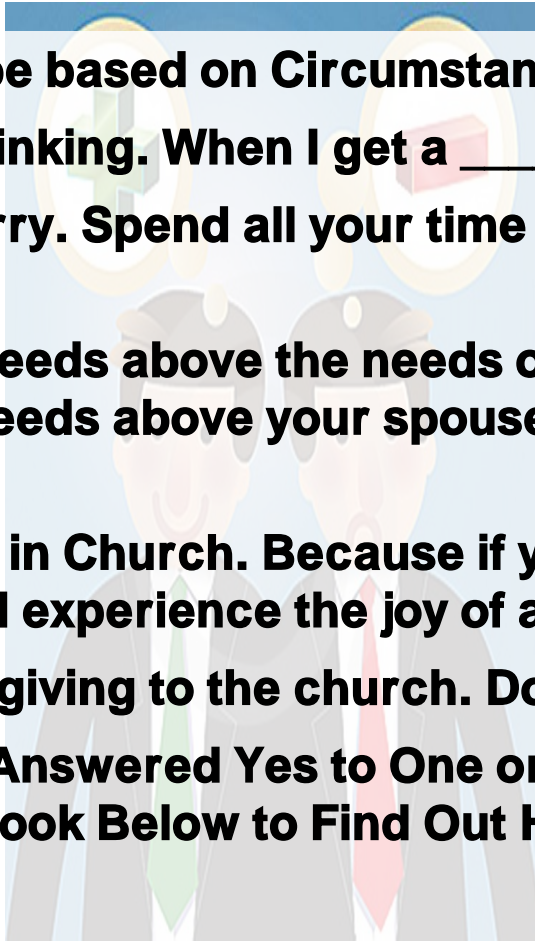 be based on Circumstan
inking. When I get a ___
rry. Spend all your time
eeds above the needs o
eeds above your spouse
in Church. Because if y
l experience the joy of a
giving to the church. Do
Answered Yes to One or
ook Below to Find Out H